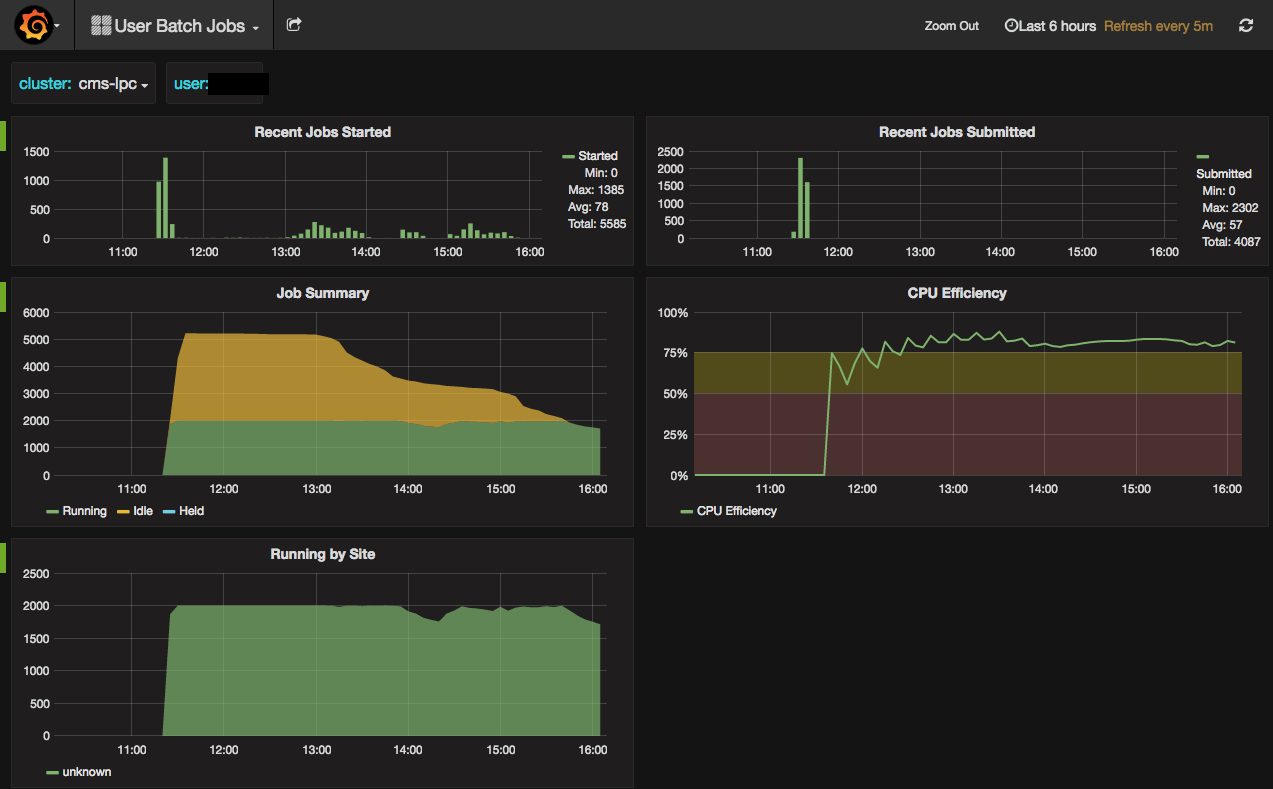 User Batch Jobs
Zoom Out
Last 6 hours Refresh every 5m
cluster: cms-lpc
user:
Recent Jobs Started
1500
1000
500
0
11:00 12:00 13:00 14:00 15:00 16:00
Started
Min: 0
Max: 1385
Avg: 78
Total: 5585
Recent Jobs Submitted
2500
2000
1500
1000
500
0
11:00 12:00 13:00 14:00 15:00 16:00
Submitted
Min: 0
Max: 2302
Avg: 57
Total: 4087
Job Summary
6000
5000
4000
3000
2000
1000
0
11:00 12:00 13:00 14:00 15:00 16:00
Running Idle Held
CPU Efficiency
100%
75%
50%
25%
0%
11:00 12:00 13:00 14:00 15:00 16:00
CPU Efficiency
Running by Site
2500
2000
1500
1000
500
0
11:00 12:00 13:00 14:00 15:00 16:00
unknown